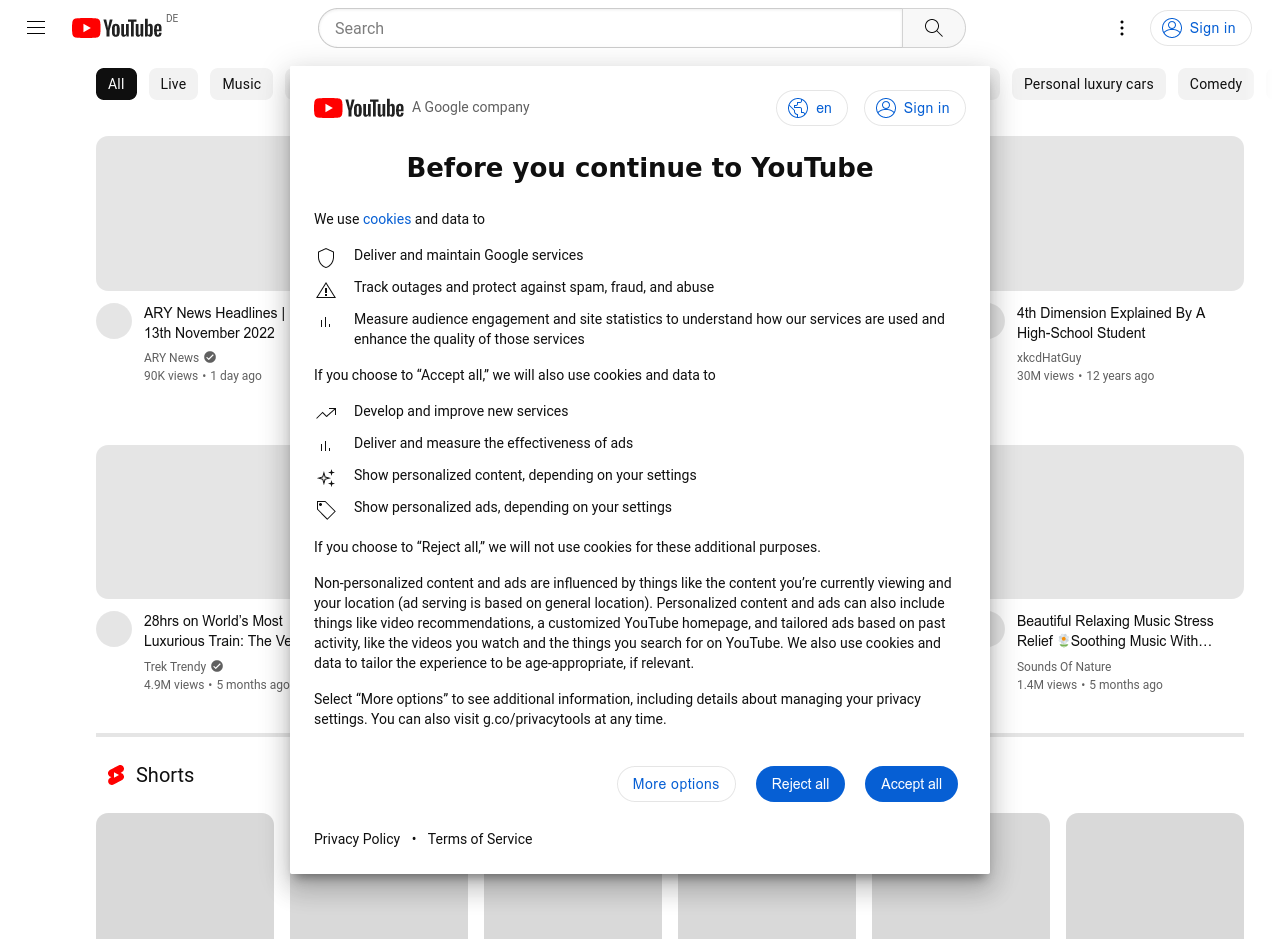 YouTube DE
Search
Sign in
All
Live
Music
Personal luxury cars
Comedy
YouTube A Google company
en
Sign in
Before you continue to YouTube
We use cookies and data to
Deliver and maintain Google services
Track outages and protect against spam, fraud, and abuse
Measure audience engagement and site statistics to understand how our services are used and
enhance the quality of those services
If you choose to “Accept all,” we will also use cookies and data to
Develop and improve new services
Deliver and measure the effectiveness of ads
Show personalized content, depending on your settings
Show personalized ads, depending on your settings
If you choose to “Reject all,” we will not use cookies for these additional purposes.
Non-personalized content and ads are influenced by things like the content you’re currently viewing and
your location (ad serving is based on general location). Personalized content and ads can also include
things like video recommendations, a customized YouTube homepage, and tailored ads based on past
activity, like the videos you watch and the things you search for on YouTube. We also use cookies and
data to tailor the experience to be age-appropriate, if relevant.
Select “More options” to see additional information, including details about managing your privacy
settings. You can also visit g.co/privacytools at any time.
More options
Reject all
Accept all
Privacy Policy • Terms of Service
ARY News Headlines |
13th November 2022
ARY News
90K views • 1 day ago
4th Dimension Explained By A
High-School Student
xkcdHatGuy
30M views • 12 years ago
28hrs on World’s Most
Luxurious Train: The Ve
Trek Trendy
4.9M views • 5 months ago
Beautiful Relaxing Music Stress
Relief 🌼Soothing Music With…
Sounds Of Nature
1.4M views • 5 months ago
Shorts